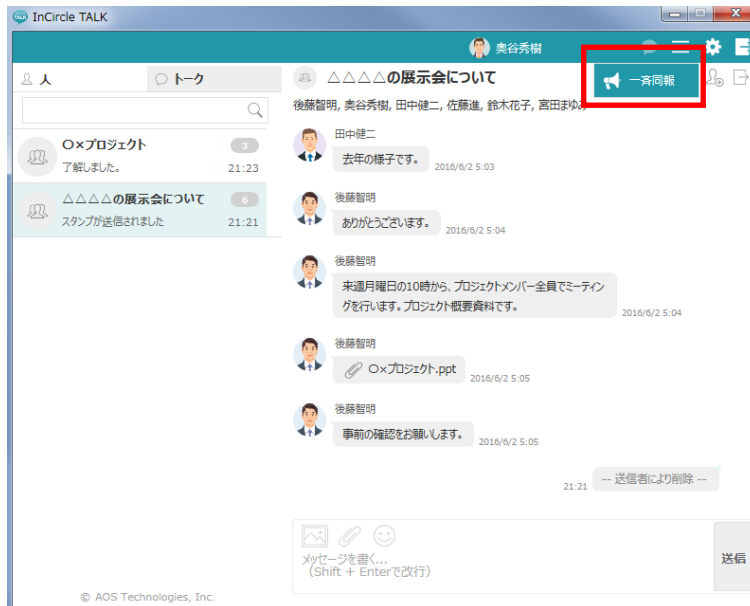 InCircle TALK
奥谷秀樹
人
トーク
○×プロジェクト
3
了解しました。
21:23
△△△△の展示会について
6
スタンプが送信されました
21:21
© AOS Technologies, Inc.
△△△△の展示会について
一斉同報
後藤智明, 奥谷秀樹, 田中健二, 佐藤進, 鈴木花子, 宮田まゆみ
田中健二
去年の様子です。
2016/6/2 5:03
後藤智明
ありがとうございます。
2016/6/2 5:04
後藤智明
来週月曜日の10時から、プロジェクトメンバー全員でミーティン
グを行います。プロジェクト概要資料です。
2016/6/2 5:04
後藤智明
○×プロジェクト.ppt
2016/6/2 5:05
後藤智明
事前の確認をお願いします。
2016/6/2 5:05
21:21
-- 送信者により削除 --
メッセージを書く...
（Shift + Enterで改行）
送信